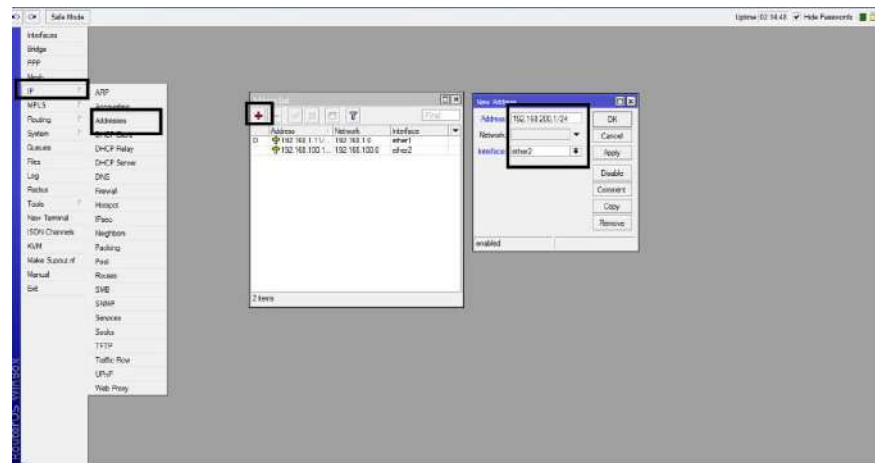 Safe Mode
Uptime: 02:14:48
Hide Passwords
Interfaces
Bridge
PPP
Mesh
IP
MPLS
Routing
System
Queues
Files
Log
Radius
Tools
New Terminal
ISDN Channels
KVM
Make Supout.rif
Manual
Exit
ARP
Accounting
Addresses
DHCP Client
DHCP Relay
DHCP Server
DNS
Firewall
Hotspot
IPsec
Neighbors
Packing
Pool
Routes
SMB
SNMP
Services
Socks
TFTP
Traffic Flow
UPnP
Web Proxy
Find
Address Network Interface
D 192.168.1.11/... 192.168.1.0 ether1
192.168.100.1... 192.168.100.0 ether2
2 items
New Address
Address: 192.168.200.1/24
Network:
Interface: ether2
OK
Cancel
Apply
Disable
Comment
Copy
Remove
enabled
RouterOS WinBox